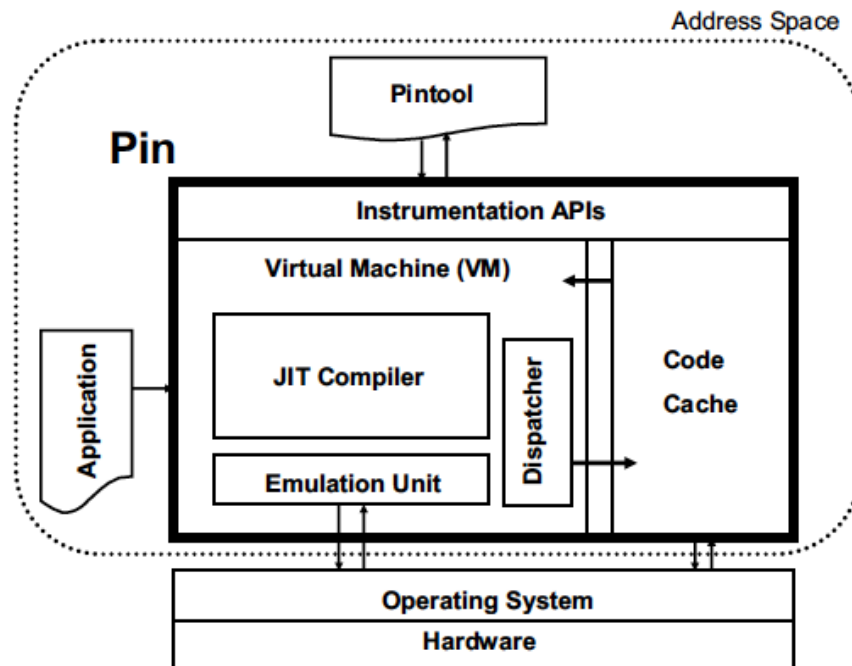 Address Space
Pintool
Pin
Instrumentation APIs
Virtual Machine (VM)
Application
JIT Compiler
Dispatcher
Code
Cache
Emulation Unit
Operating System
Hardware